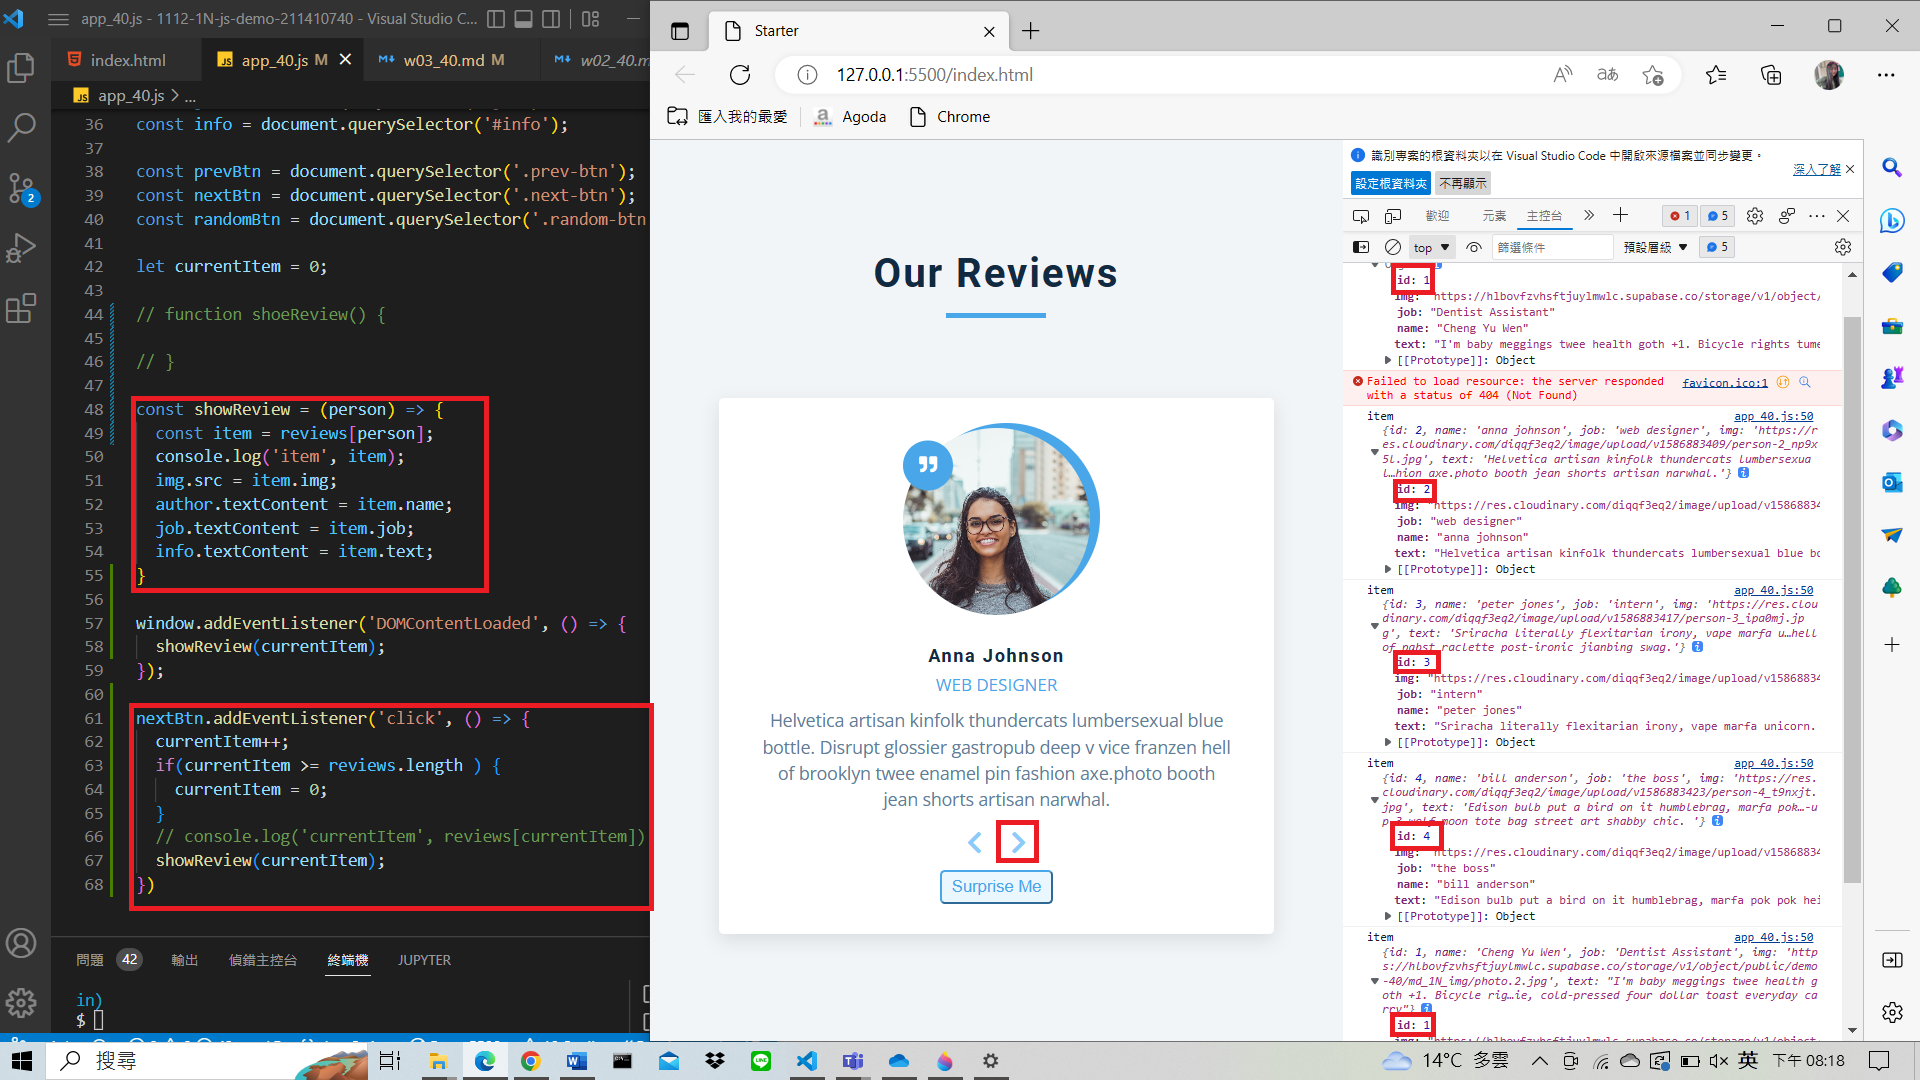 app_40.js - 1112-1N-js-demo-211410740 - Visual Studio C...
index.html
app_40.js M
w03_40.md M
w02_40.m
app_40.js > ...
36 const info = document.querySelector('#info');
37
38 const prevBtn = document.querySelector('.prev-btn');
39 const nextBtn = document.querySelector('.next-btn');
40 const randomBtn = document.querySelector('.random-btn
41
42 let currentItem = 0;
43
44 // function shoeReview() {
45
46 // }
47
48 const showReview = (person) => {
49 const item = reviews[person];
50 console.log('item', item);
51 img.src = item.img;
52 author.textContent = item.name;
53 job.textContent = item.job;
54 info.textContent = item.text;
55 }
56
57 window.addEventListener('DOMContentLoaded', () => {
58 showReview(currentItem);
59 });
60
61 nextBtn.addEventListener('click', () => {
62 currentItem++;
63 if(currentItem >= reviews.length ) {
64 currentItem = 0;
65 }
66 // console.log('currentItem', reviews[currentItem])
67 showReview(currentItem);
68 })
2
問題 42 輸出 偵錯主控台 終端機 JUPYTER
in)
$
Starter
127.0.0.1:5500/index.html
匯入我的最愛 Agoda Chrome
Our Reviews
Anna Johnson
WEB DESIGNER
Helvetica artisan kinfolk thundercats lumbersexual blue
bottle. Disrupt glossier gastropub deep v vice franzen hell
of brooklyn twee enamel pin fashion axe.photo booth
jean shorts artisan narwhal.
Surprise Me
識別專案的根資料夾以在 Visual Studio Code 中開啟來源檔案並同步變更。
深入了解
設定根資料夾 不再顯示
歡迎 元素 主控台 1 5
top 篩選條件 預設層級 5
id: 1
img: "https://hlbovfzvhsftjuylmwlc.supabase.co/storage/v1/object/
job: "Dentist Assistant"
name: "Cheng Yu Wen"
text: "I'm baby meggings twee health goth +1. Bicycle rights tume
[[Prototype]]: Object
Failed to load resource: the server responded favicon.ico:1
with a status of 404 (Not Found)
item app_40.js:50
{id: 2, name: 'anna johnson', job: 'web designer', img: 'https://r
es.cloudinary.com/diqqf3eq2/image/upload/v1586883409/person-2_np9x
5l.jpg', text: 'Helvetica artisan kinfolk thundercats lumbersexua
l…hion axe.photo booth jean shorts artisan narwhal.'}
id: 2
img: "https://res.cloudinary.com/diqqf3eq2/image/upload/v15868834
job: "web designer"
name: "anna johnson"
text: "Helvetica artisan kinfolk thundercats lumbersexual blue bo
[[Prototype]]: Object
item app_40.js:50
{id: 3, name: 'peter jones', job: 'intern', img: 'https://res.clou
dinary.com/diqqf3eq2/image/upload/v1586883417/person-3_ipa0mj.jp
g', text: 'Sriracha literally flexitarian irony, vape marfa u…hell
of pabst raclette post-ironic jianbing swag.'}
id: 3
img: "https://res.cloudinary.com/diqqf3eq2/image/upload/v15868834
job: "intern"
name: "peter jones"
text: "Sriracha literally flexitarian irony, vape marfa unicorn.
[[Prototype]]: Object
item app_40.js:50
{id: 4, name: 'bill anderson', job: 'the boss', img: 'https://res.
cloudinary.com/diqqf3eq2/image/upload/v1586883423/person-4_t9nxjt.
jpg', text: 'Edison bulb put a bird on it humblebrag, marfa pok…-u
p 3 wolf moon tote bag street art shabby chic. '}
id: 4
img: "https://res.cloudinary.com/diqqf3eq2/image/upload/v15868834
job: "the boss"
name: "bill anderson"
text: "Edison bulb put a bird on it humblebrag, marfa pok pok hei
[[Prototype]]: Object
item app_40.js:50
{id: 1, name: 'Cheng Yu Wen', job: 'Dentist Assistant', img: 'http
s://hlbovfzvhsftjuylmwlc.supabase.co/storage/v1/object/public/demo
-40/md_1N_img/photo.2.jpg', text: "I'm baby meggings twee health g
oth +1. Bicycle rig…ie, cold-pressed four dollar toast everyday ca
rry"}
id: 1
搜尋
14°C 多雲
英 下午 08:18